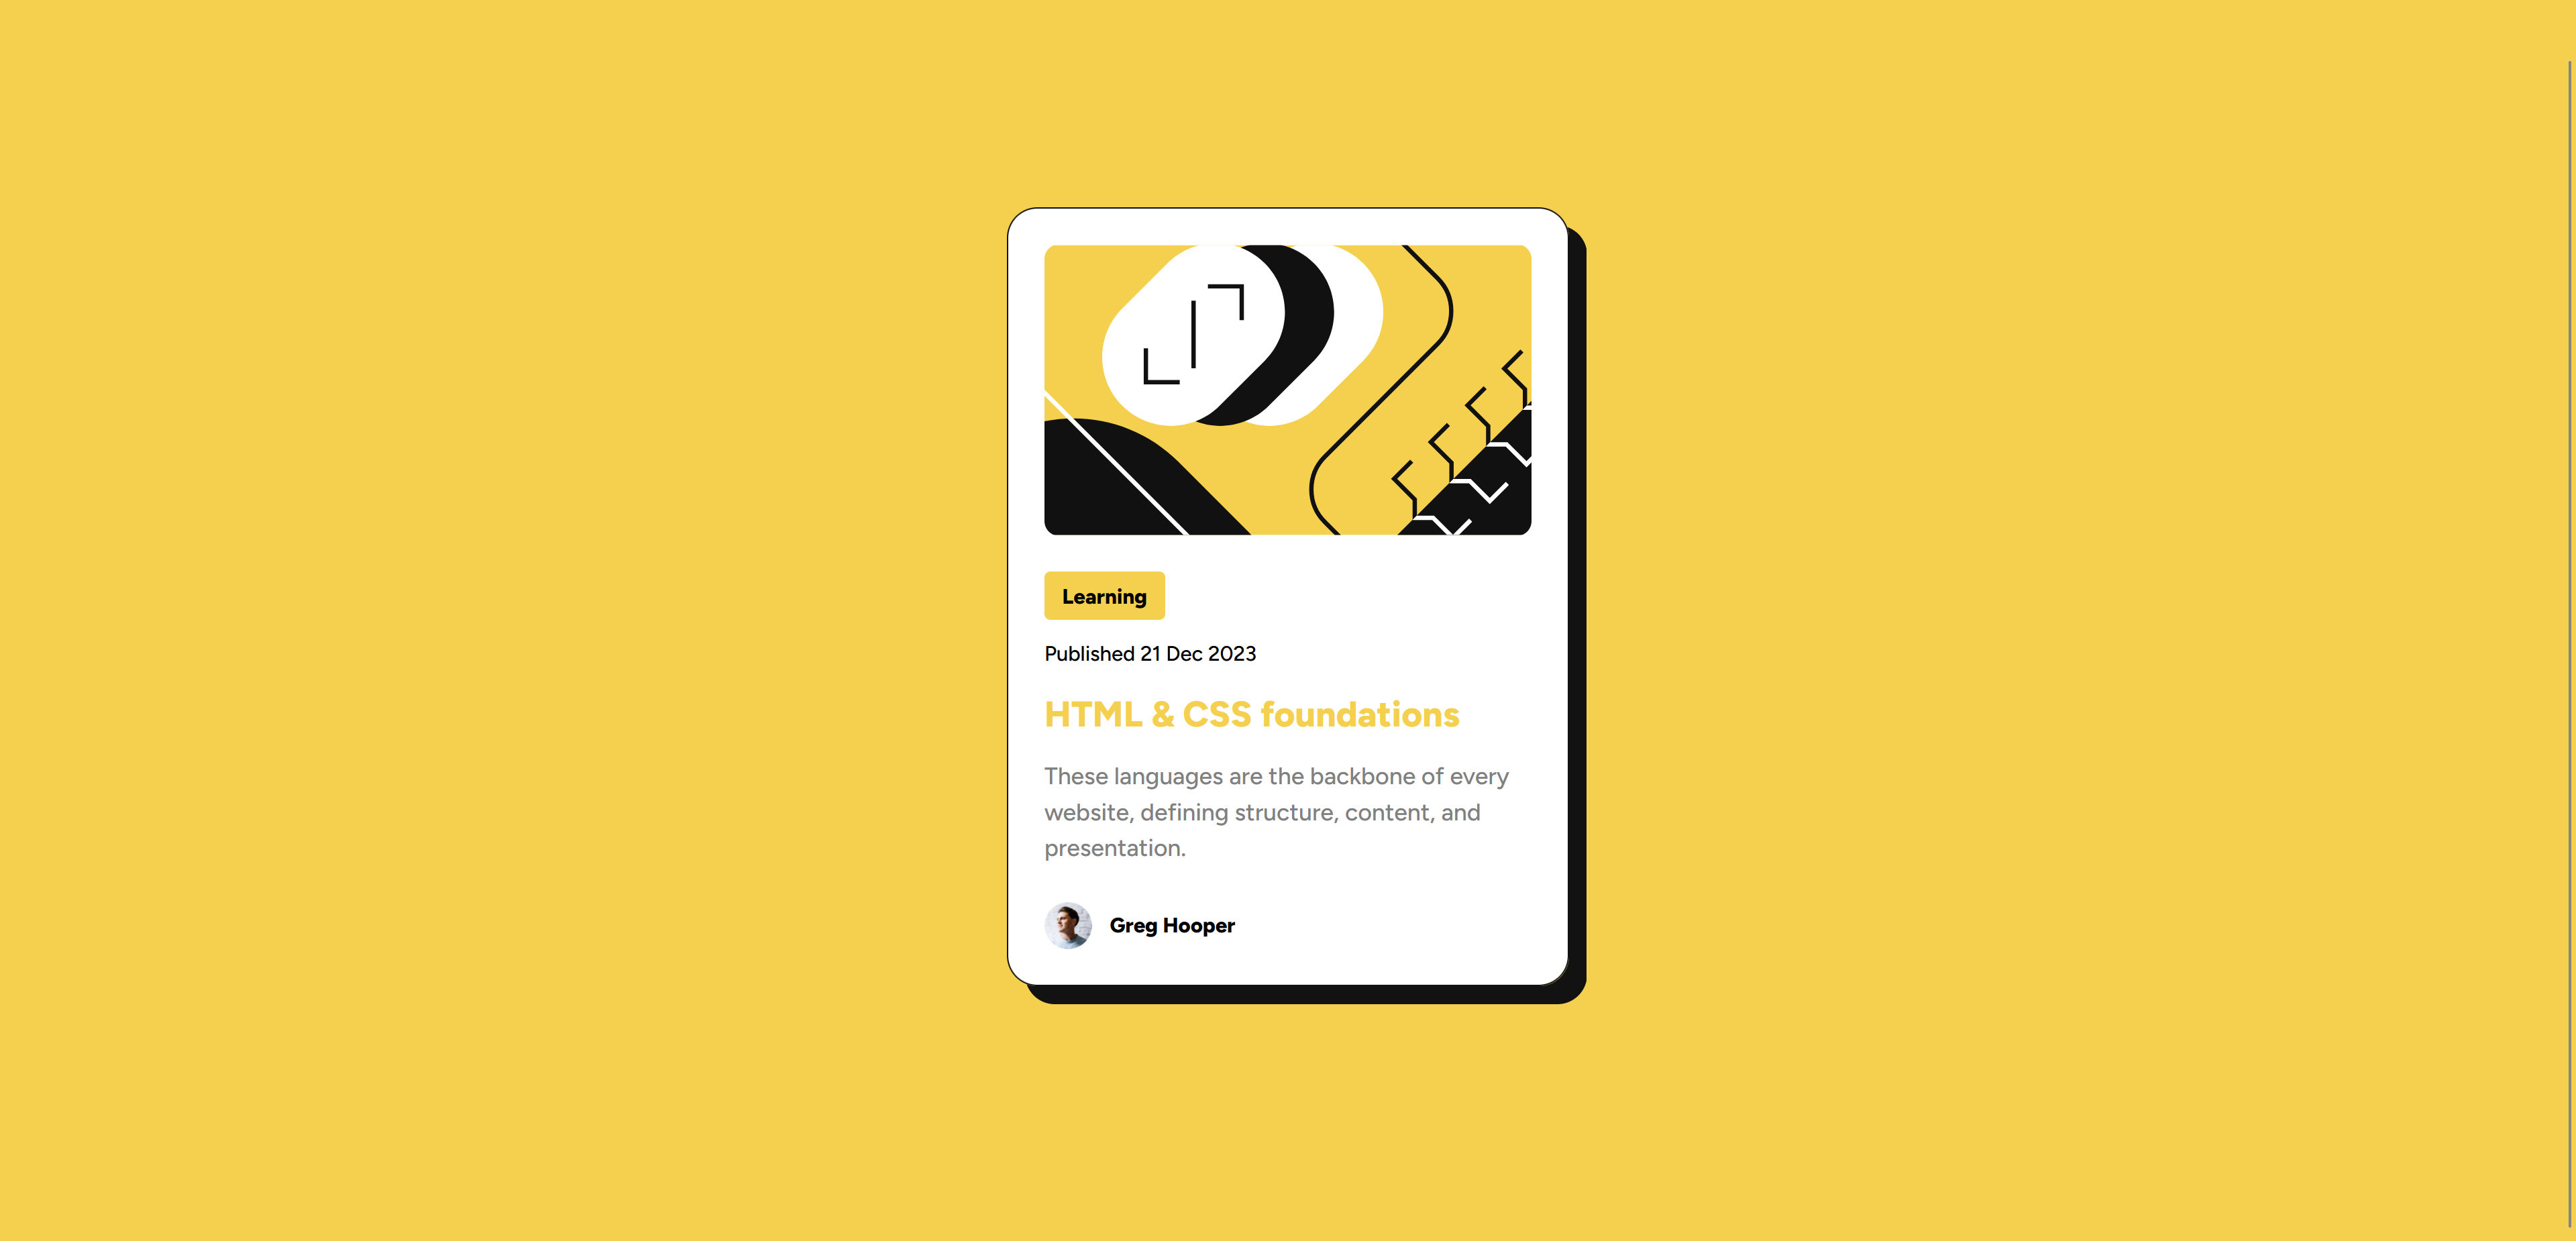 Learning
Published 21 Dec 2023
HTML & CSS foundations
These languages are the backbone of every
website, defining structure, content, and
presentation.
Greg Hooper